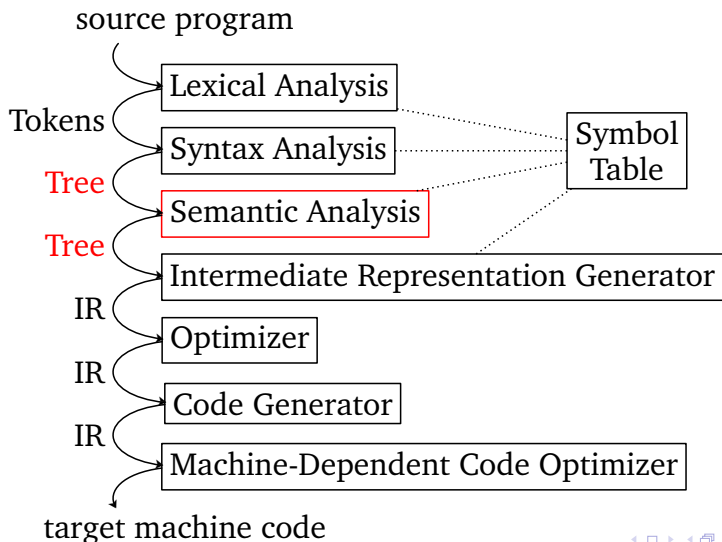 source program
Lexical Analysis
Tokens
Syntax Analysis
Symbol
Table
Tree
Semantic Analysis
Tree
Intermediate Representation Generator
IR
Optimizer
IR
Code Generator
IR
Machine-Dependent Code Optimizer
target machine code